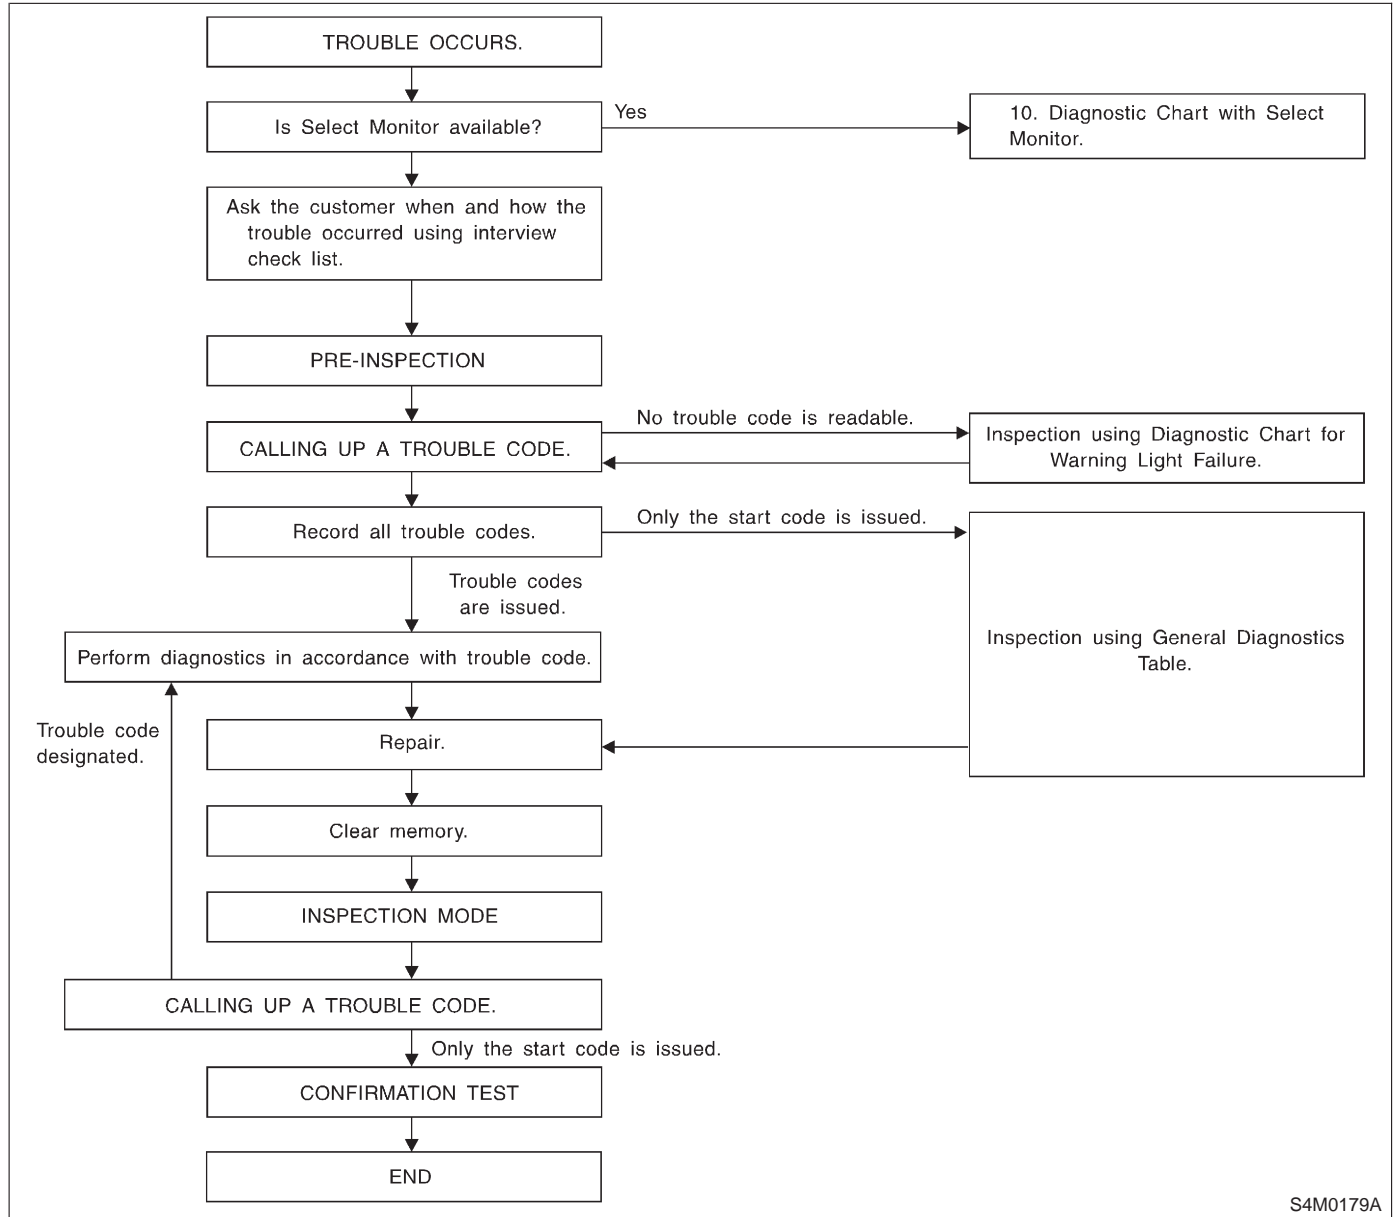 TROUBLE OCCURS.
Is Select Monitor available?
Yes
10. Diagnostic Chart with Select
Monitor.
Ask the customer when and how the
trouble occurred using interview
check list.
PRE-INSPECTION
CALLING UP A TROUBLE CODE.
No trouble code is readable.
Inspection using Diagnostic Chart for
Warning Light Failure.
Record all trouble codes.
Only the start code is issued.
Trouble codes
are issued.
Inspection using General Diagnostics
Table.
Perform diagnostics in accordance with trouble code.
Trouble code
designated.
Repair.
Clear memory.
INSPECTION MODE
CALLING UP A TROUBLE CODE.
Only the start code is issued.
CONFIRMATION TEST
END
S4M0179A